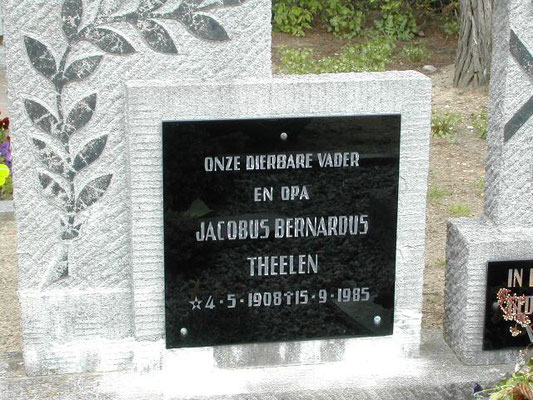 ONZE DIERBARE VADER
EN OPA
JACOBUS BERNARDUS
THEELEN
☆4-5-1908✝15-9-1985
IN